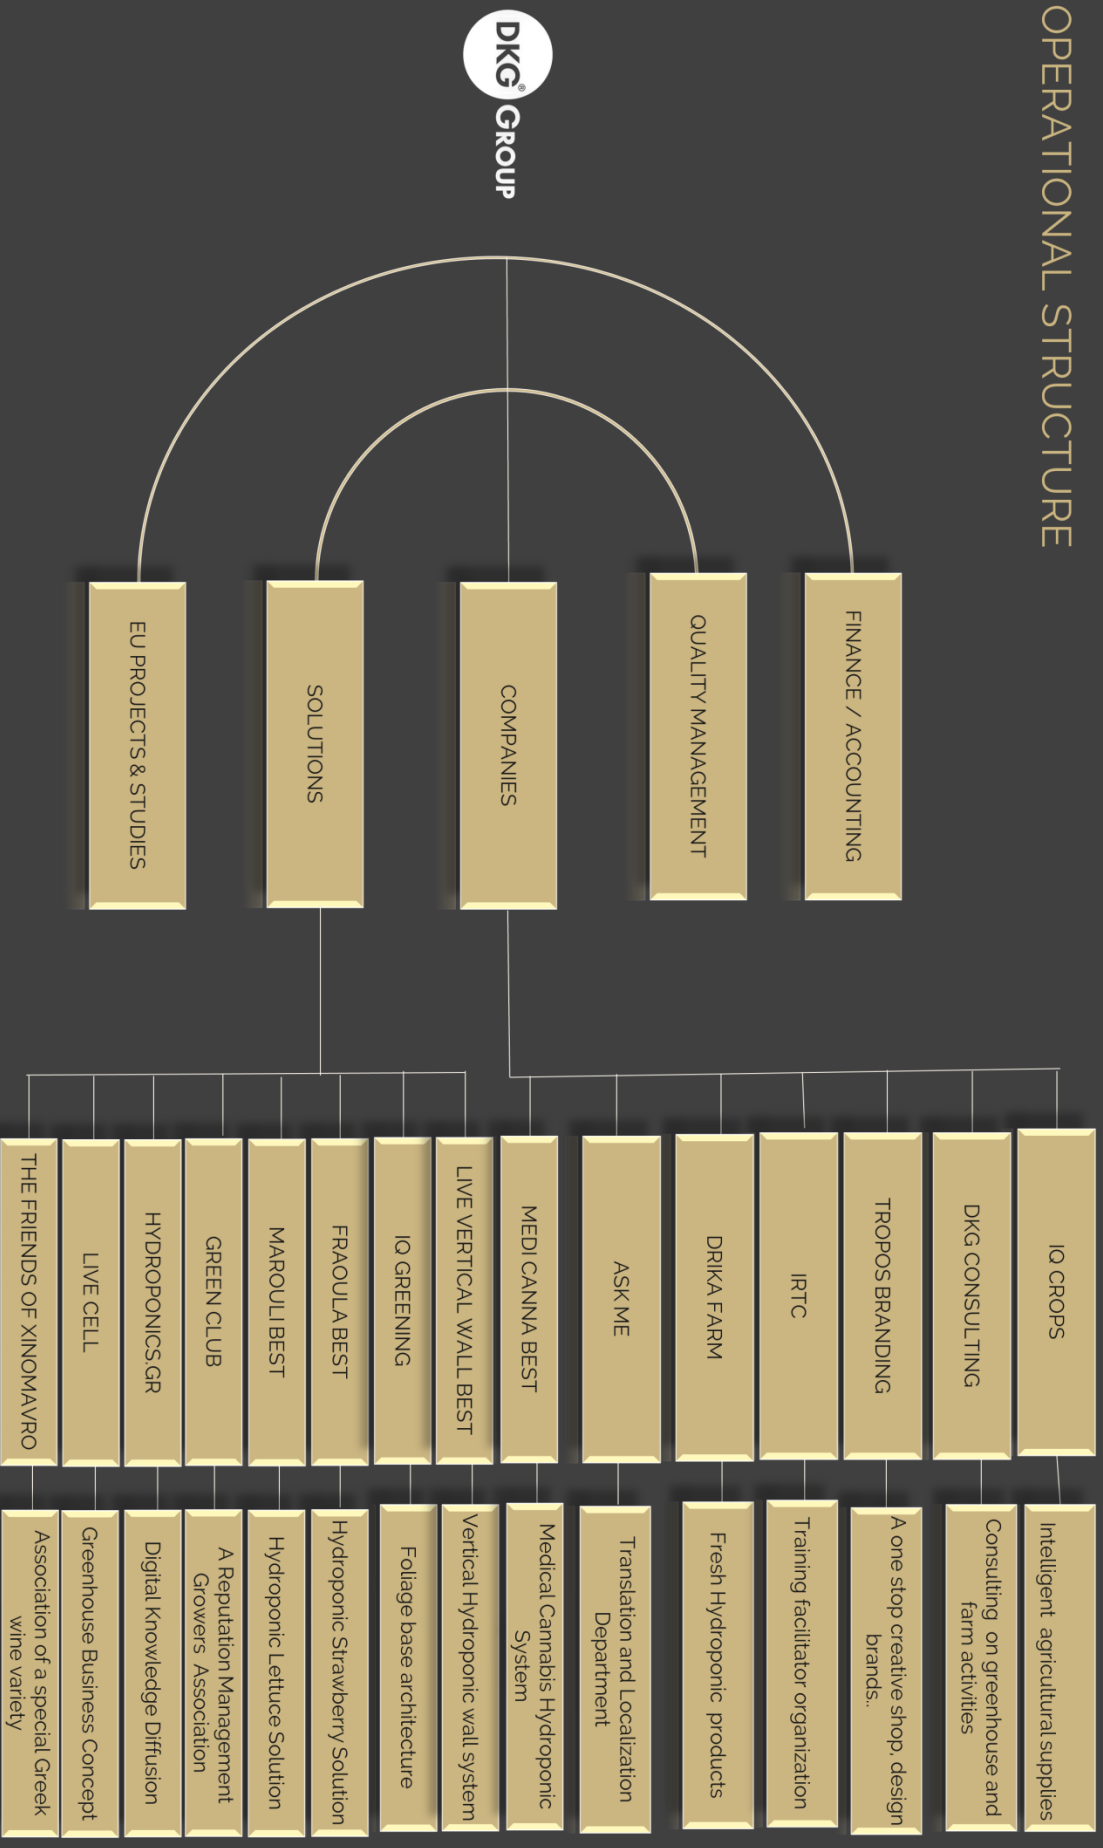 OPERATIONAL STRUCTURE
DKG® GROUP
FINANCE / ACCOUNTING
QUALITY MANAGEMENT
COMPANIES
SOLUTIONS
EU PROJECTS & STUDIES
IQ CROPS
Intelligent agricultural supplies
DKG CONSULTING
Consulting on greenhouse and
farm activities
TROPOS BRANDING
A one stop creative shop, design
brands..
IRTC
Training facilitator organization
DRIKA FARM
Fresh Hydroponic products
ASK ME
Translation and Localization
Department
MEDI CANNA BEST
Medical Cannabis Hydroponic
System
LIVE VERTICAL WALL BEST
Vertical Hydroponic wall system
IQ GREENING
Foliage base architecture
FRAOULA BEST
Hydroponic Strawberry Solution
MAROULI BEST
Hydroponic Lettuce Solution
GREEN CLUB
A Reputation Management
Growers Association
HYDROPONICS.GR
Digital Knowledge Diffusion
LIVE CELL
Greenhouse Business Concept
THE FRIENDS OF XINOMAVRO
Association of a special Greek
wine variety